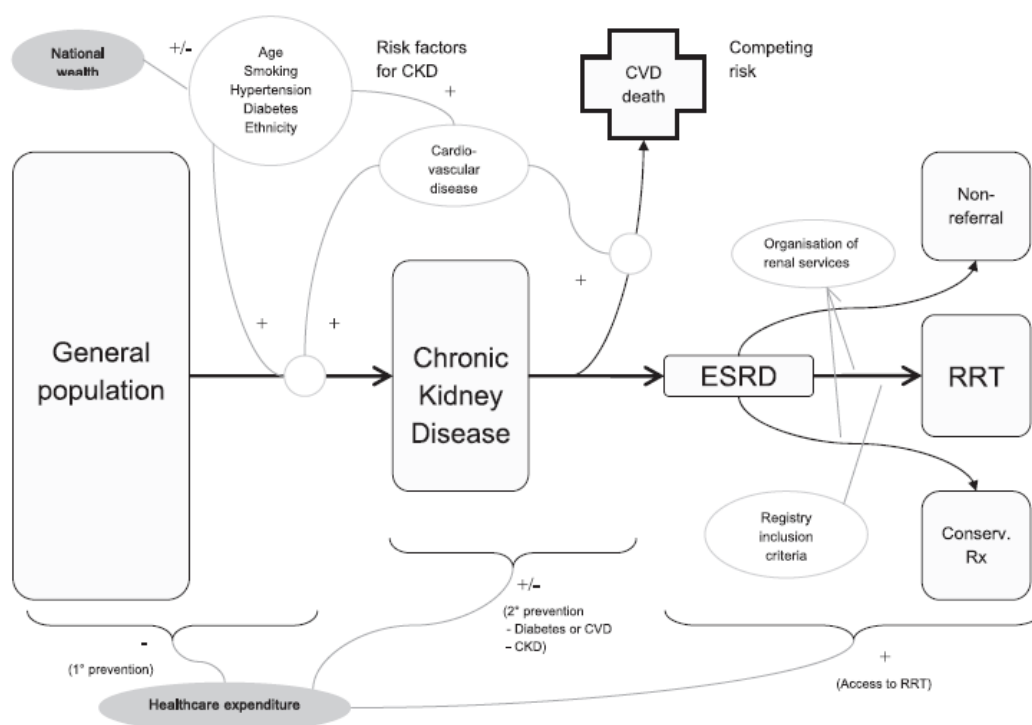 National
wealth
+/-
Age
Smoking
Hypertension
Diabetes
Ethnicity
Risk factors
for CKD
+
Cardio-
vascular
disease
CVD
death
Competing
risk
Non-
referral
Organisation of
renal services
+
+
+
General
population
Chronic
Kidney
Disease
ESRD
RRT
Registry
inclusion
criteria
Conserv.
Rx
-
(1° prevention)
+/-
(2° prevention
- Diabetes or CVD
– CKD)
+
(Access to RRT)
Healthcare expenditure